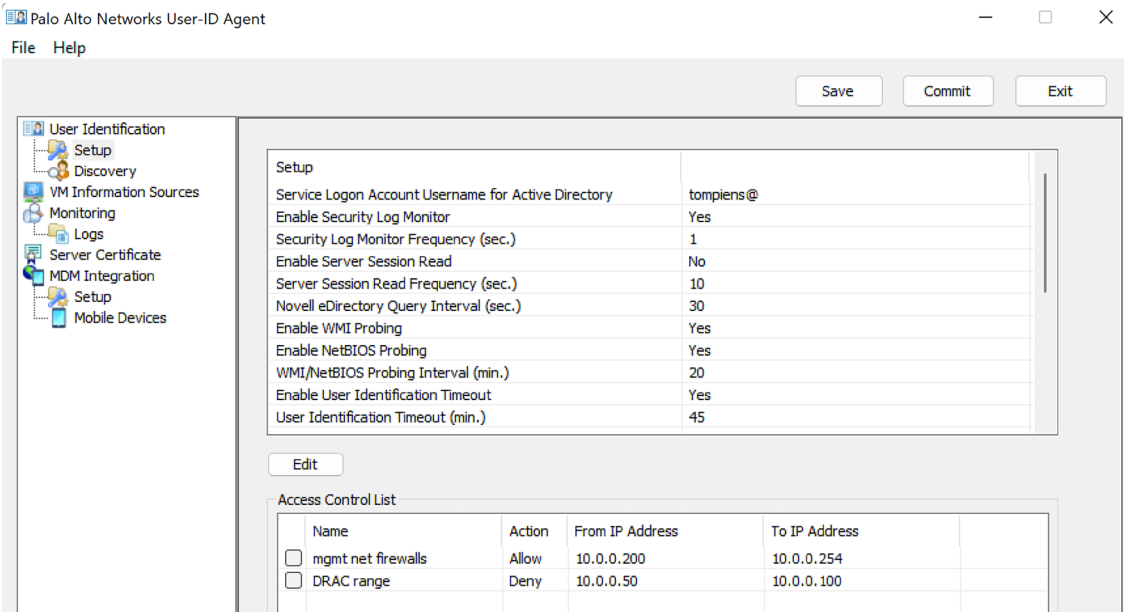 Palo Alto Networks User-ID Agent
File Help
Save Commit Exit
User Identification
Setup
Discovery
VM Information Sources
Monitoring
Logs
Service Certificate
MDM Integration
Setup
Mobile Devices
Setup
Service Logon Account Username for Active Directory tompiens@
Enable Security Log Monitor Yes
Security Log Monitor Frequency (sec.) 1
Enable Server Session Read No
Server Session Read Frequency (sec.) 10
Novell eDirectory Query Interval (sec.) 30
Enable WMI Probing Yes
Enable NetBIOS Probing Yes
WMI/NetBIOS Probing Interval (min.) 20
Enable User Identification Timeout Yes
User Identification Timeout (min.) 45
Edit
Access Control List
Name Action From IP Address To IP Address
mgmt net firewalls Allow 10.0.0.200 10.0.0.254
DRAC range Deny 10.0.0.50 10.0.0.100